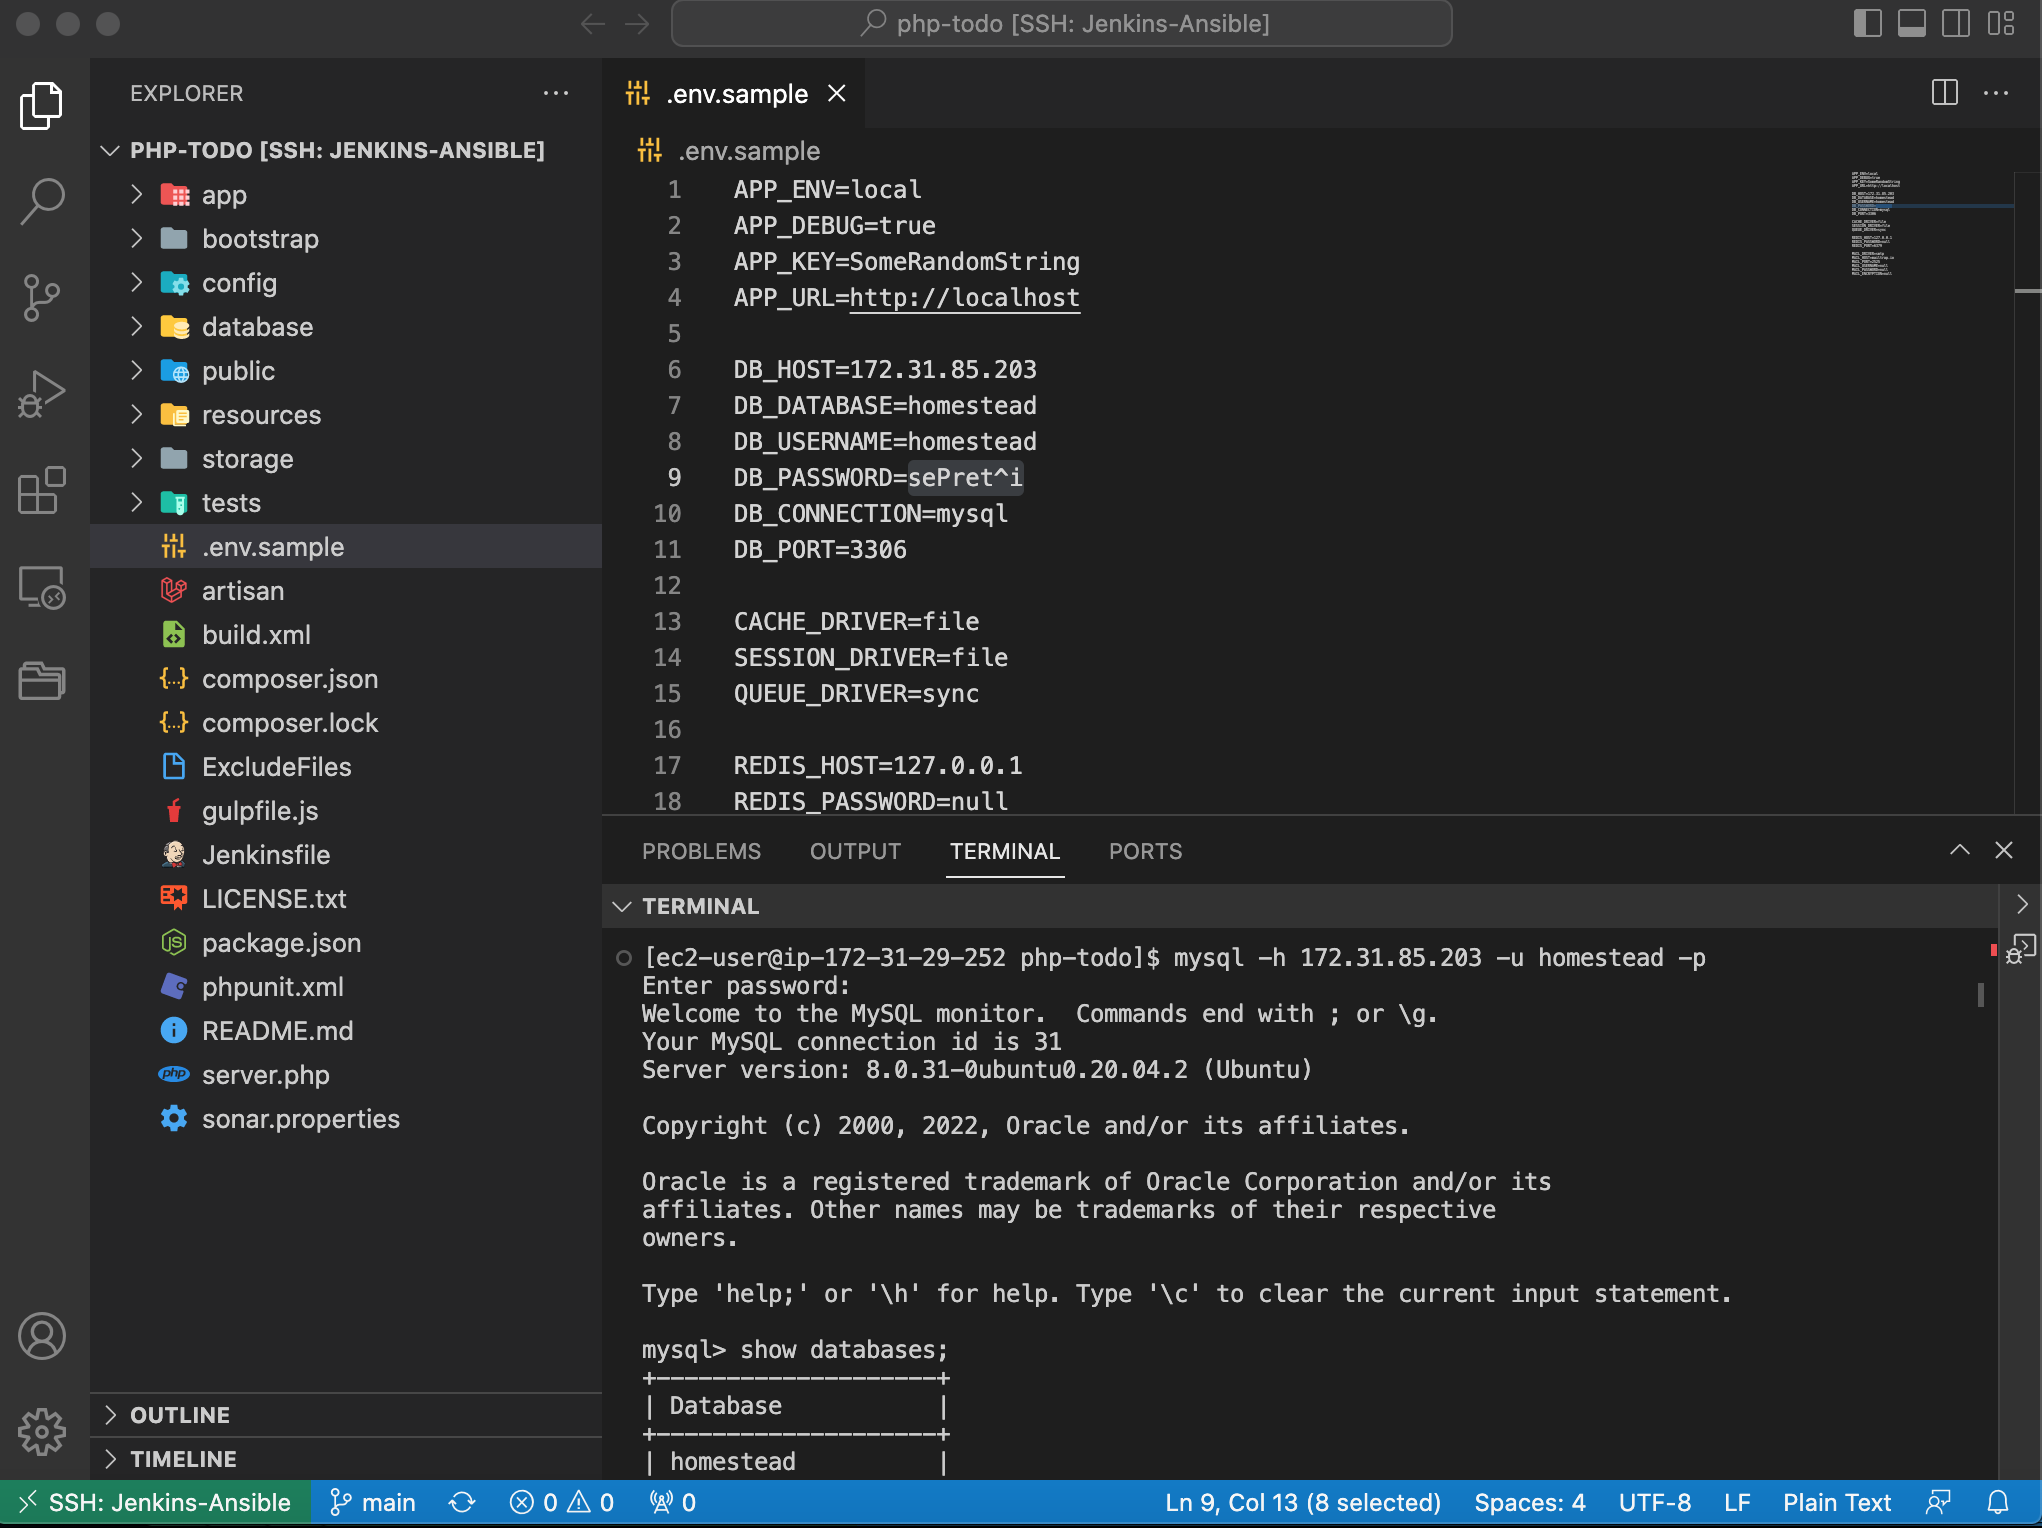 php-todo [SSH: Jenkins-Ansible]
EXPLORER
PHP-TODO [SSH: JENKINS-ANSIBLE]
app
bootstrap
config
database
public
resources
storage
tests
.env.sample
artisan
build.xml
composer.json
composer.lock
ExcludeFiles
gulpfile.js
Jenkinsfile
LICENSE.txt
package.json
phpunit.xml
README.md
server.php
sonar.properties
OUTLINE
TIMELINE
.env.sample
.env.sample
1 APP_ENV=local
2 APP_DEBUG=true
3 APP_KEY=SomeRandomString
4 APP_URL=http://localhost
5
6 DB_HOST=172.31.85.203
7 DB_DATABASE=homestead
8 DB_USERNAME=homestead
9 DB_PASSWORD=sePret^i
10 DB_CONNECTION=mysql
11 DB_PORT=3306
12
13 CACHE_DRIVER=file
14 SESSION_DRIVER=file
15 QUEUE_DRIVER=sync
16
17 REDIS_HOST=127.0.0.1
18 REDIS_PASSWORD=null
PROBLEMS OUTPUT TERMINAL PORTS
TERMINAL
[ec2-user@ip-172-31-29-252 php-todo]$ mysql -h 172.31.85.203 -u homestead -p
Enter password:
Welcome to the MySQL monitor.  Commands end with ; or \g.
Your MySQL connection id is 31
Server version: 8.0.31-0ubuntu0.20.04.2 (Ubuntu)
Copyright (c) 2000, 2022, Oracle and/or its affiliates.
Oracle is a registered trademark of Oracle Corporation and/or its
affiliates. Other names may be trademarks of their respective
owners.
Type 'help;' or '\h' for help. Type '\c' to clear the current input statement.
mysql> show databases;
+--------------------+
| Database           |
+--------------------+
| homestead          |
SSH: Jenkins-Ansible main 0 0 0 Ln 9, Col 13 (8 selected) Spaces: 4 UTF-8 LF Plain Text